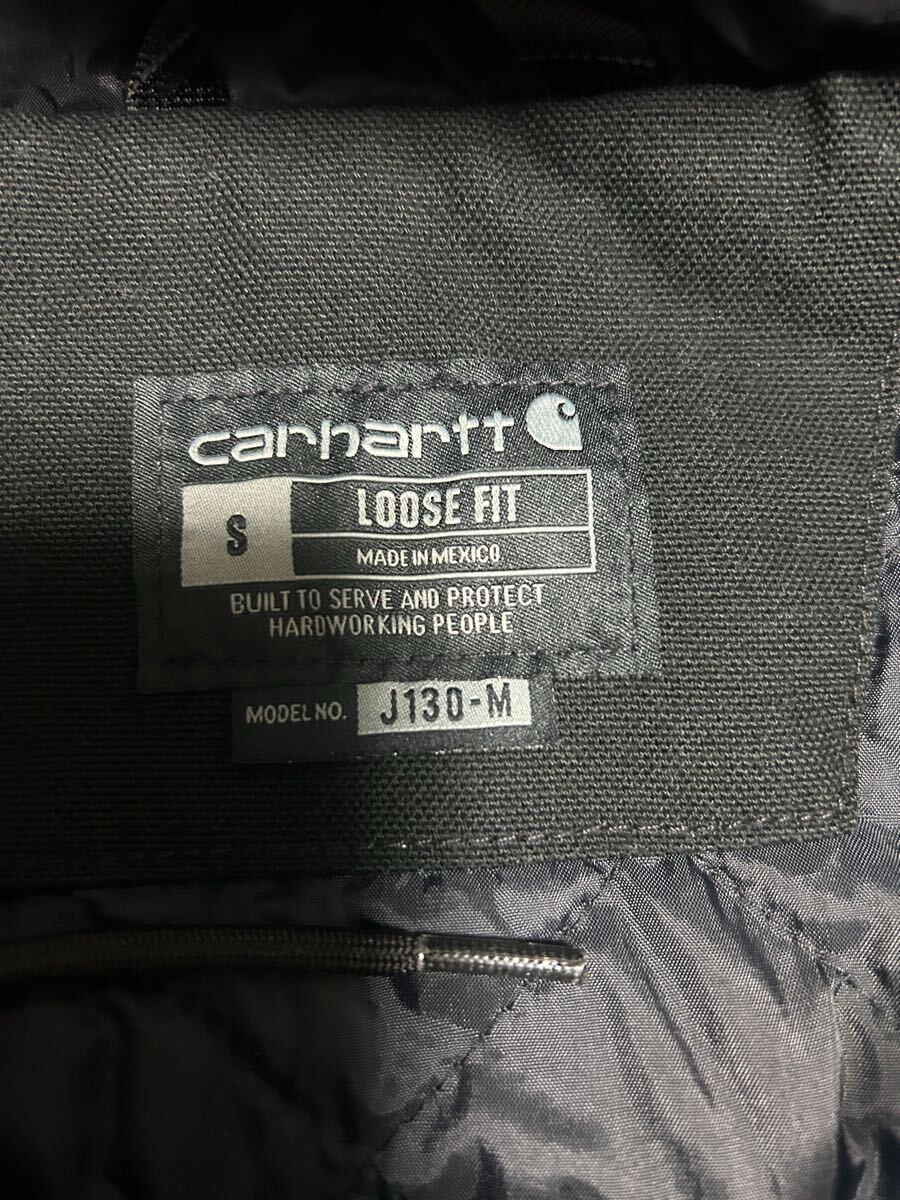 carhartt
S
LOOSE FIT
MADE IN MEXICO
BUILT TO SERVE AND PROTECT
HARDWORKING PEOPLE
MODEL NO. J130-M